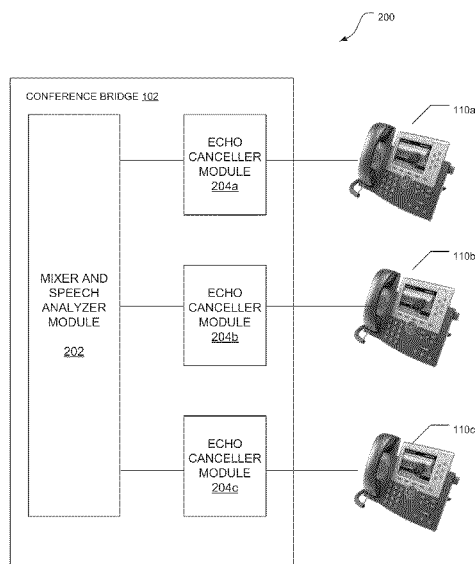 200
CONFERENCE BRIDGE 102
110a
ECHO
CANCELLER
MODULE
204a
110b
MIXER AND
SPEECH
ANALYZER
MODULE
202
ECHO
CANCELLER
MODULE
204b
110c
ECHO
CANCELLER
MODULE
204c